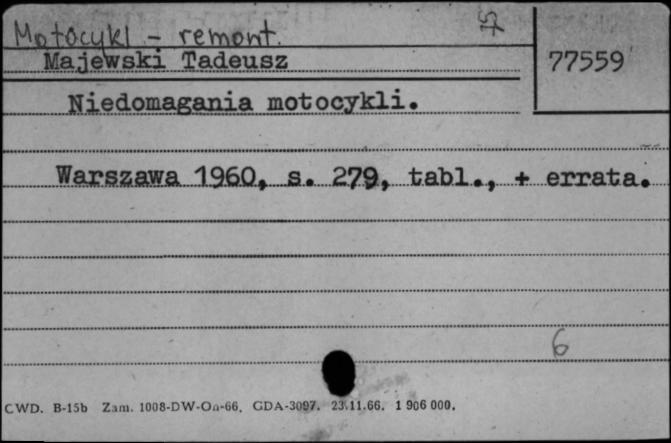 Motocykl - remont.
Majewski Tadeusz
77559
Niedomagania motocykli.
Warszawa 1960, s. 279, tabl., + errata.
6
CWD. B-15b Zam. 1008-DW-Oa-66. GDA-3097. 23.11.66. 1 906 000.